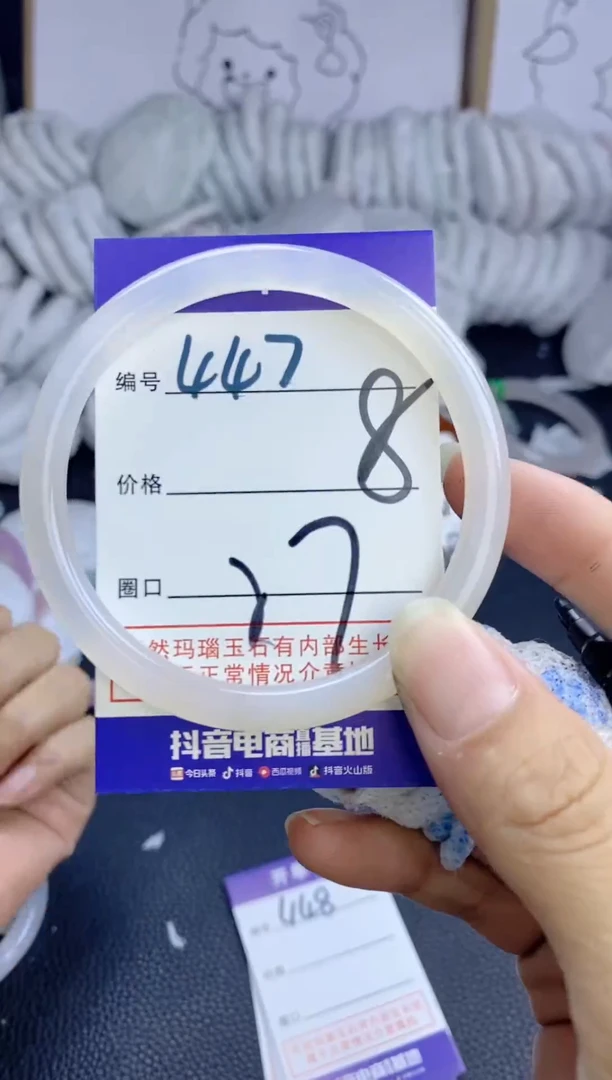 编号 447
价格 8
圈口 27
然玛瑙玉石有内部生长
正常情况介意
抖音电商直播基地
今日头条 抖音 西瓜视频 抖音火山版
448